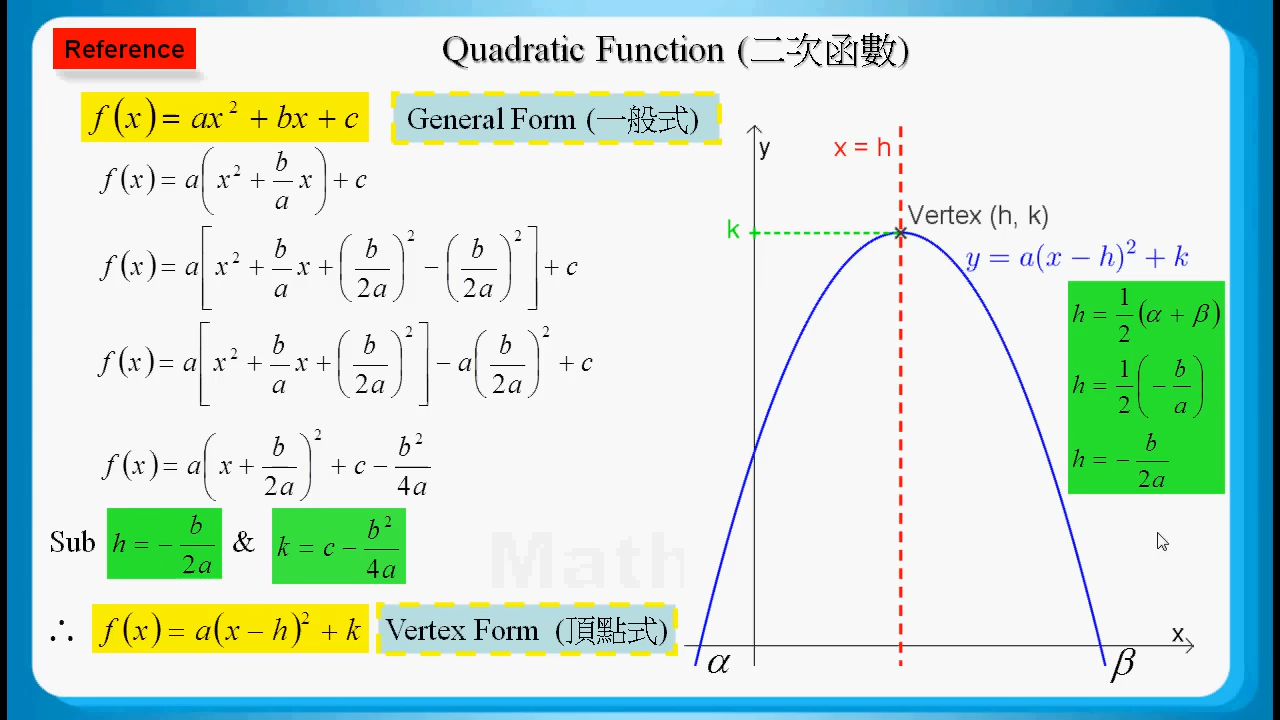 Reference
Quadratic Function (二次函數)
f(x) = ax² + bx + c
General Form (一般式)
f(x) = a(x² + b/a x) + c
f(x) = a[x² + b/a x + (b/2a)² − (b/2a)²] + c
f(x) = a[x² + b/a x + (b/2a)²] − a(b/2a)² + c
f(x) = a(x + b/2a)² + c − b²/4a
Sub h = − b/2a & k = c − b²/4a
∴ f(x) = a(x − h)² + k
Vertex Form (頂點式)
y
x = h
k
Vertex (h, k)
y = a(x − h)² + k
h = 1/2 (α + β)
h = 1/2 (− b/a)
h = − b/2a
x
α
β
Math